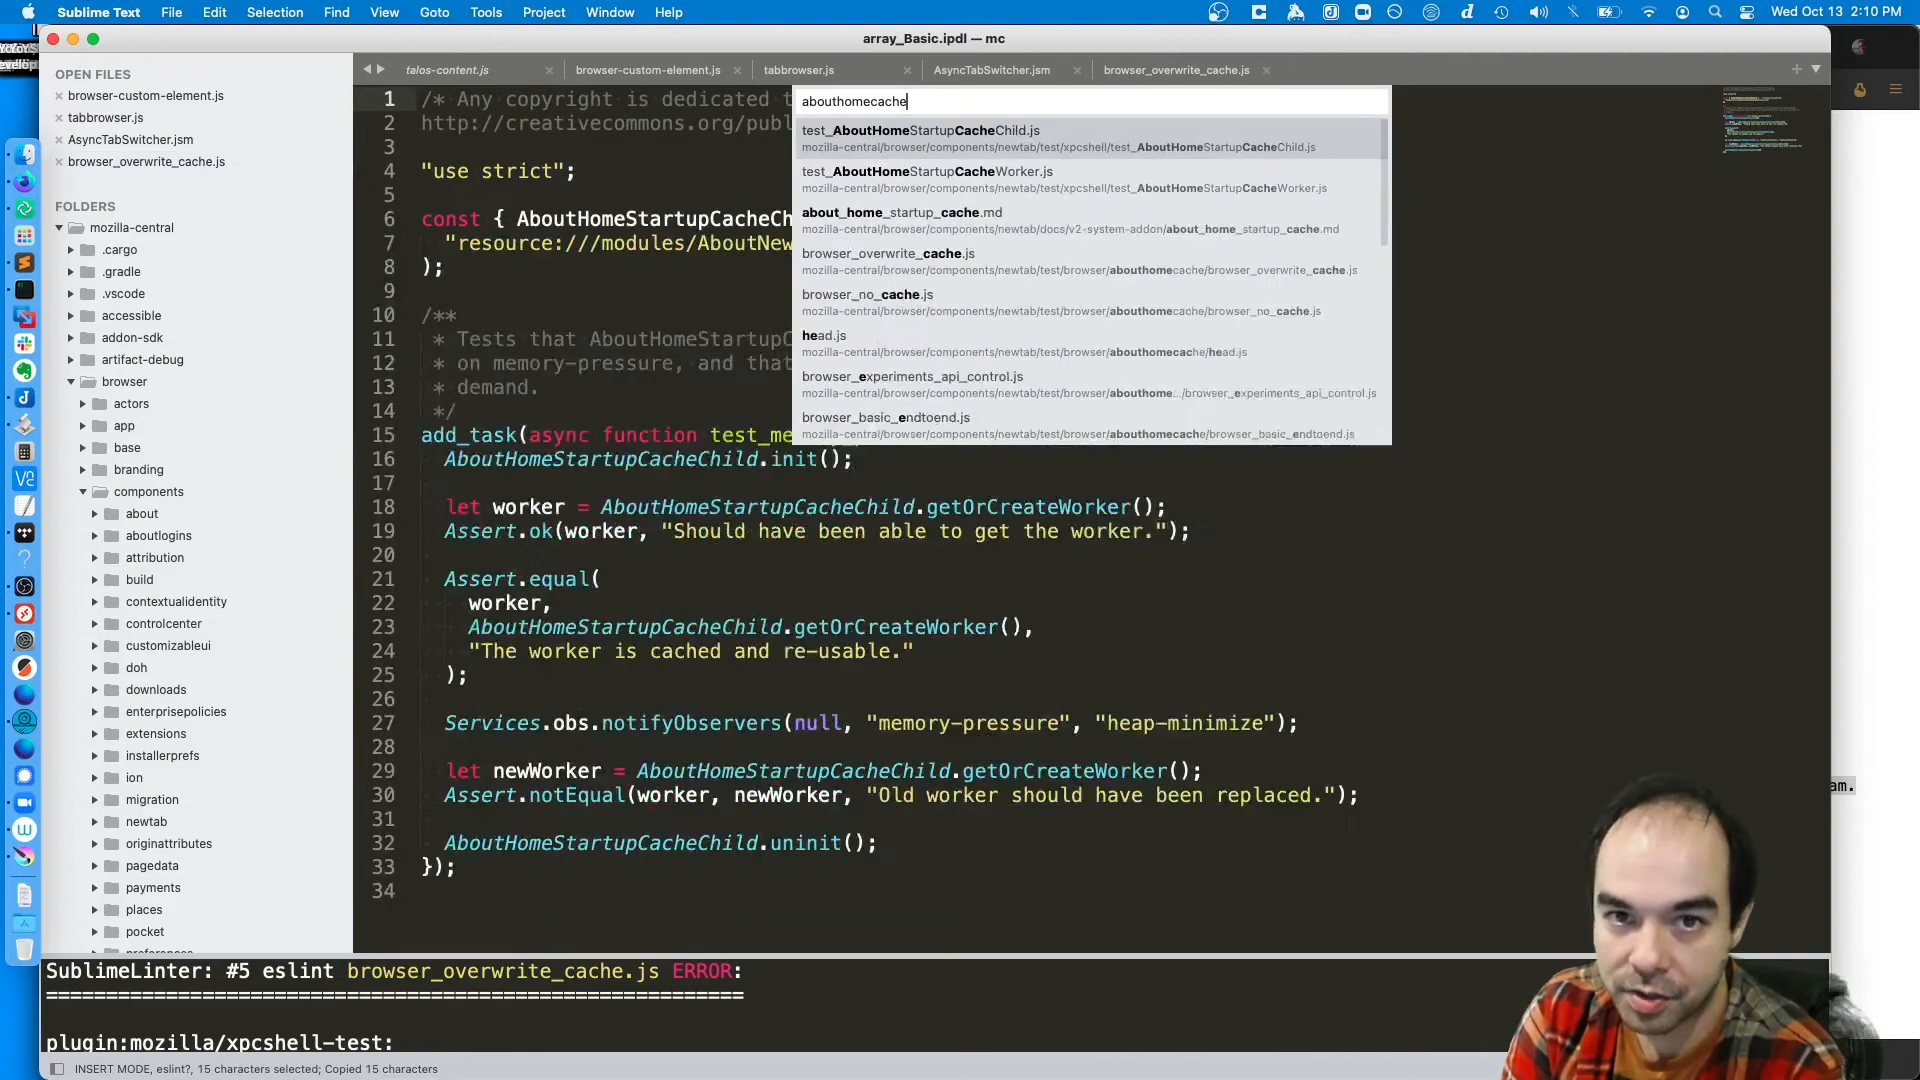 Sublime Text File Edit Selection Find View Goto Tools Project Window Help Wed Oct 13 2:10 PM
array_Basic.ipdl — mc
OPEN FILES
browser-custom-element.js
tabbrowser.js
AsyncTabSwitcher.jsm
browser_overwrite_cache.js
FOLDERS
mozilla-central
.cargo
.gradle
.vscode
accessible
addon-sdk
artifact-debug
browser
actors
app
base
branding
components
about
aboutlogins
attribution
build
contextualidentity
controlcenter
customizableui
doh
downloads
enterprisepolicies
extensions
installerprefs
ion
migration
newtab
originattributes
pagedata
payments
places
pocket
preferences
talos-content.js browser-custom-element.js tabbrowser.js AsyncTabSwitcher.jsm browser_overwrite_cache.js
abouthomecache
test_AboutHomeStartupCacheChild.js
mozilla-central/browser/components/newtab/test/xpcshell/test_AboutHomeStartupCacheChild.js
test_AboutHomeStartupCacheWorker.js
mozilla-central/browser/components/newtab/test/xpcshell/test_AboutHomeStartupCacheWorker.js
about_home_startup_cache.md
mozilla-central/browser/components/newtab/docs/v2-system-addon/about_home_startup_cache.md
browser_overwrite_cache.js
mozilla-central/browser/components/newtab/test/browser/abouthomecache/browser_overwrite_cache.js
browser_no_cache.js
mozilla-central/browser/components/newtab/test/browser/abouthomecache/browser_no_cache.js
head.js
mozilla-central/browser/components/newtab/test/browser/abouthomecache/head.js
browser_experiments_api_control.js
mozilla-central/browser/components/newtab/test/browser/abouthome.../browser_experiments_api_control.js
browser_basic_endtoend.js
mozilla-central/browser/components/newtab/test/browser/abouthomecache/browser_basic_endtoend.js
1 /* Any copyright is dedicated t
2 http://creativecommons.org/publ
3
4 "use strict";
5
6 const { AboutHomeStartupCacheCh
7 "resource:///modules/AboutNew
8 );
9
10 /**
11 * Tests that AboutHomeStartupC
12 * on memory-pressure, and that
13 * demand.
14 */
15 add_task(async function test_me
16 AboutHomeStartupCacheChild.init();
17
18 let worker = AboutHomeStartupCacheChild.getOrCreateWorker();
19 Assert.ok(worker, "Should have been able to get the worker.");
20
21 Assert.equal(
22 worker,
23 AboutHomeStartupCacheChild.getOrCreateWorker(),
24 "The worker is cached and re-usable."
25 );
26
27 Services.obs.notifyObservers(null, "memory-pressure", "heap-minimize");
28
29 let newWorker = AboutHomeStartupCacheChild.getOrCreateWorker();
30 Assert.notEqual(worker, newWorker, "Old worker should have been replaced.");
31
32 AboutHomeStartupCacheChild.uninit();
33 });
34
am.
SublimeLinter: #5 eslint browser_overwrite_cache.js ERROR:
==========================================================
plugin:mozilla/xpcshell-test:
INSERT MODE, eslint?, 15 characters selected; Copied 15 characters